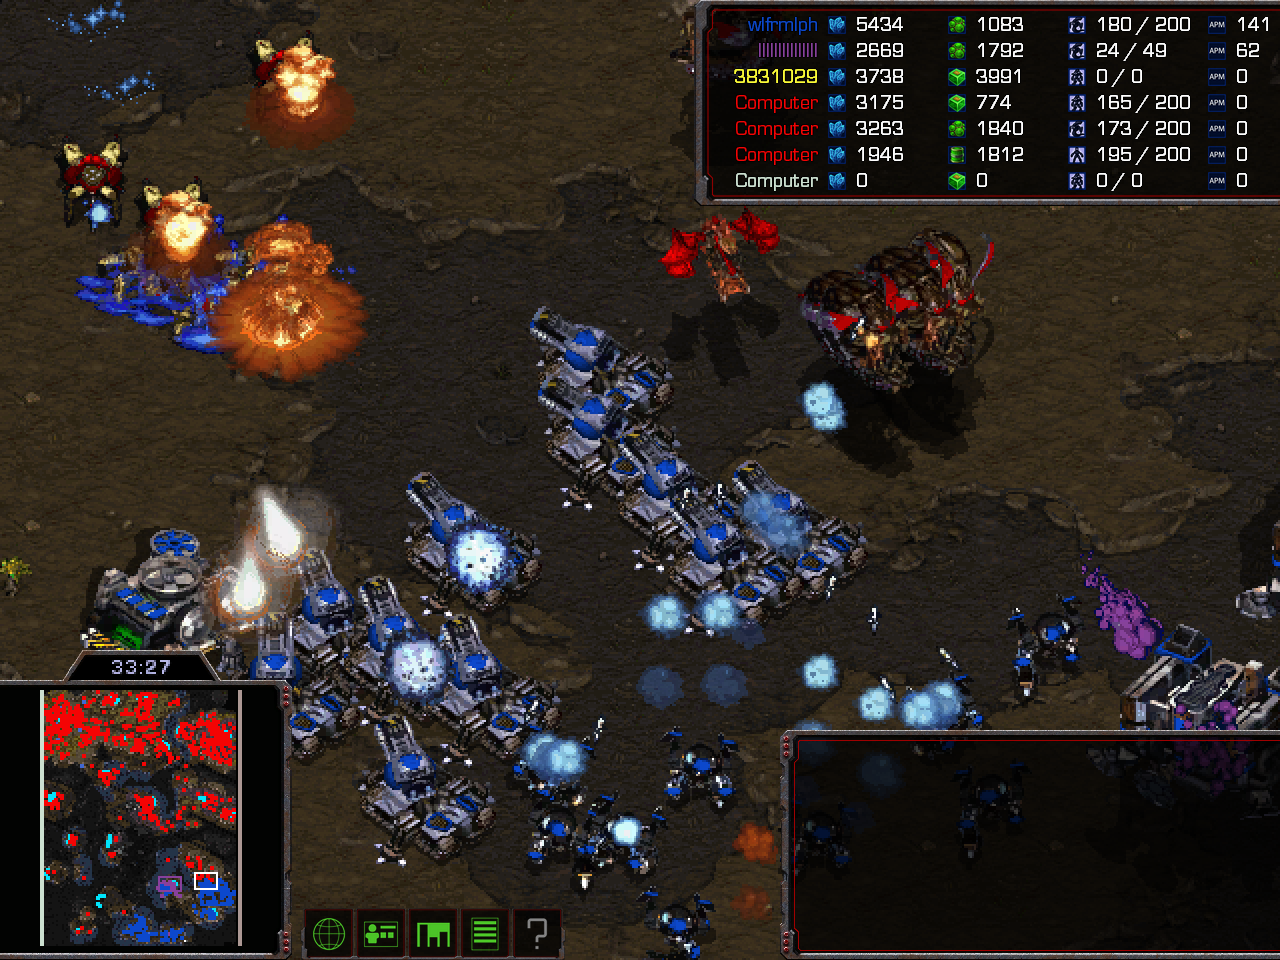 wlfrmlph 5434 1083 180 / 200 APM 141
2669 1792 24 / 49 APM 62
3831029 3738 3991 0 / 0 APM 0
Computer 3175 774 165 / 200 APM 0
Computer 3263 1840 173 / 200 APM 0
Computer 1946 1812 195 / 200 APM 0
Computer 0 0 0 / 0 APM 0
33:27
?